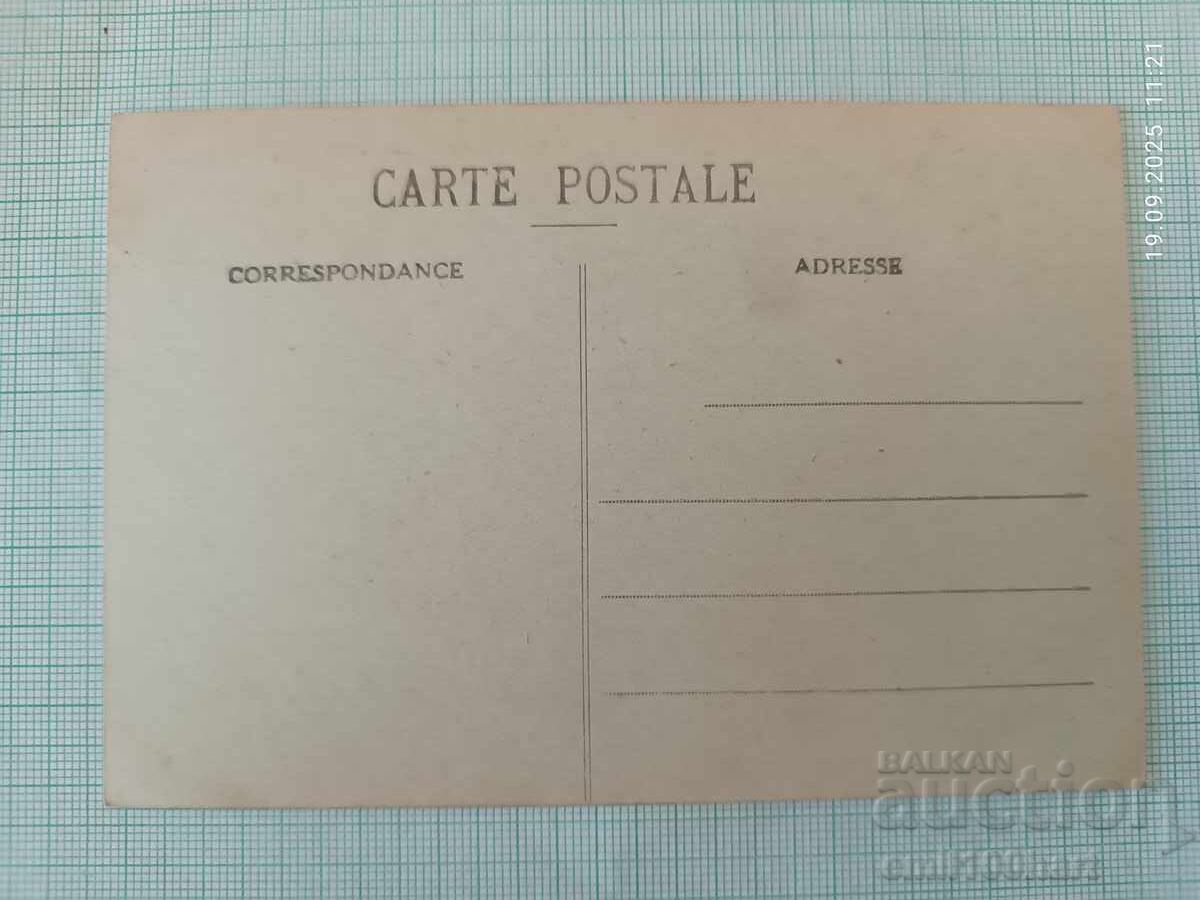 CARTE POSTALE
CORRESPONDANCE
ADRESSE
19.09.2025 11:21
BALKAN
auction